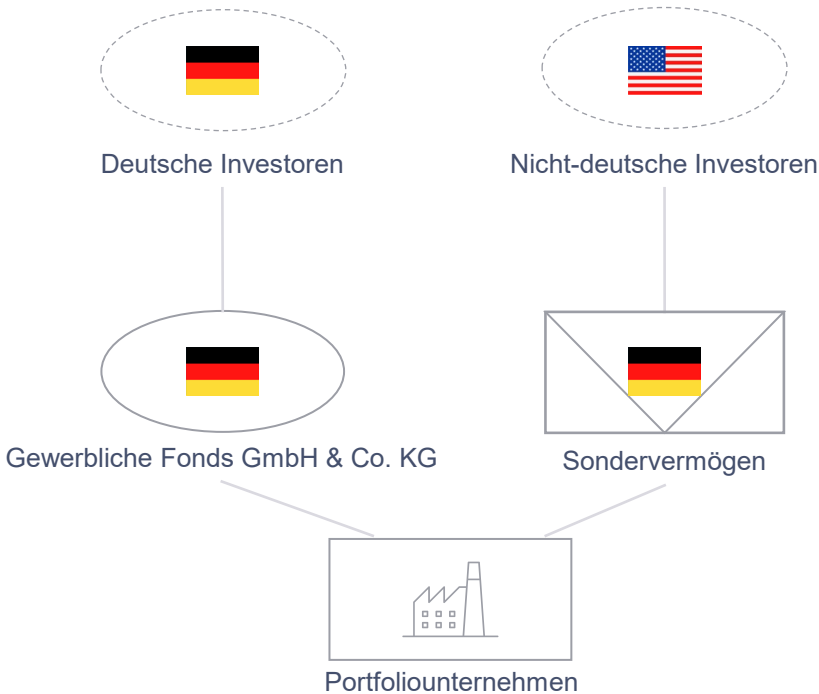 Deutsche Investoren
Nicht-deutsche Investoren
Gewerbliche Fonds GmbH & Co. KG
Sondervermögen
Portfoliounternehmen